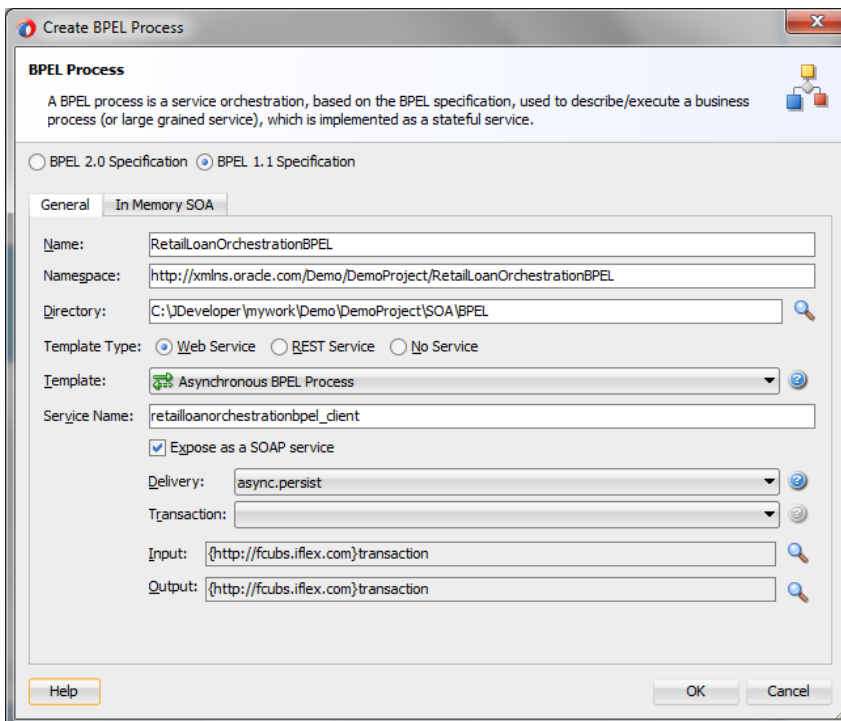 Create BPEL Process
BPEL Process
A BPEL process is a service orchestration, based on the BPEL specification, used to describe/execute a business
process (or large grained service), which is implemented as a stateful service.
BPEL 2.0 Specification BPEL 1.1 Specification
General In Memory SOA
Name: RetailLoanOrchestrationBPEL
Namespace: http://xmlns.oracle.com/Demo/DemoProject/RetailLoanOrchestrationBPEL
Directory: C:\JDeveloper\mywork\Demo\DemoProject\SOA\BPEL
Template Type: Web Service REST Service No Service
Template: Asynchronous BPEL Process
Service Name: retailloanorchestrationbpel_client
Expose as a SOAP service
Delivery: async.persist
Transaction:
Input: {http://fcubs.iflex.com}transaction
Output: {http://fcubs.iflex.com}transaction
Help OK Cancel